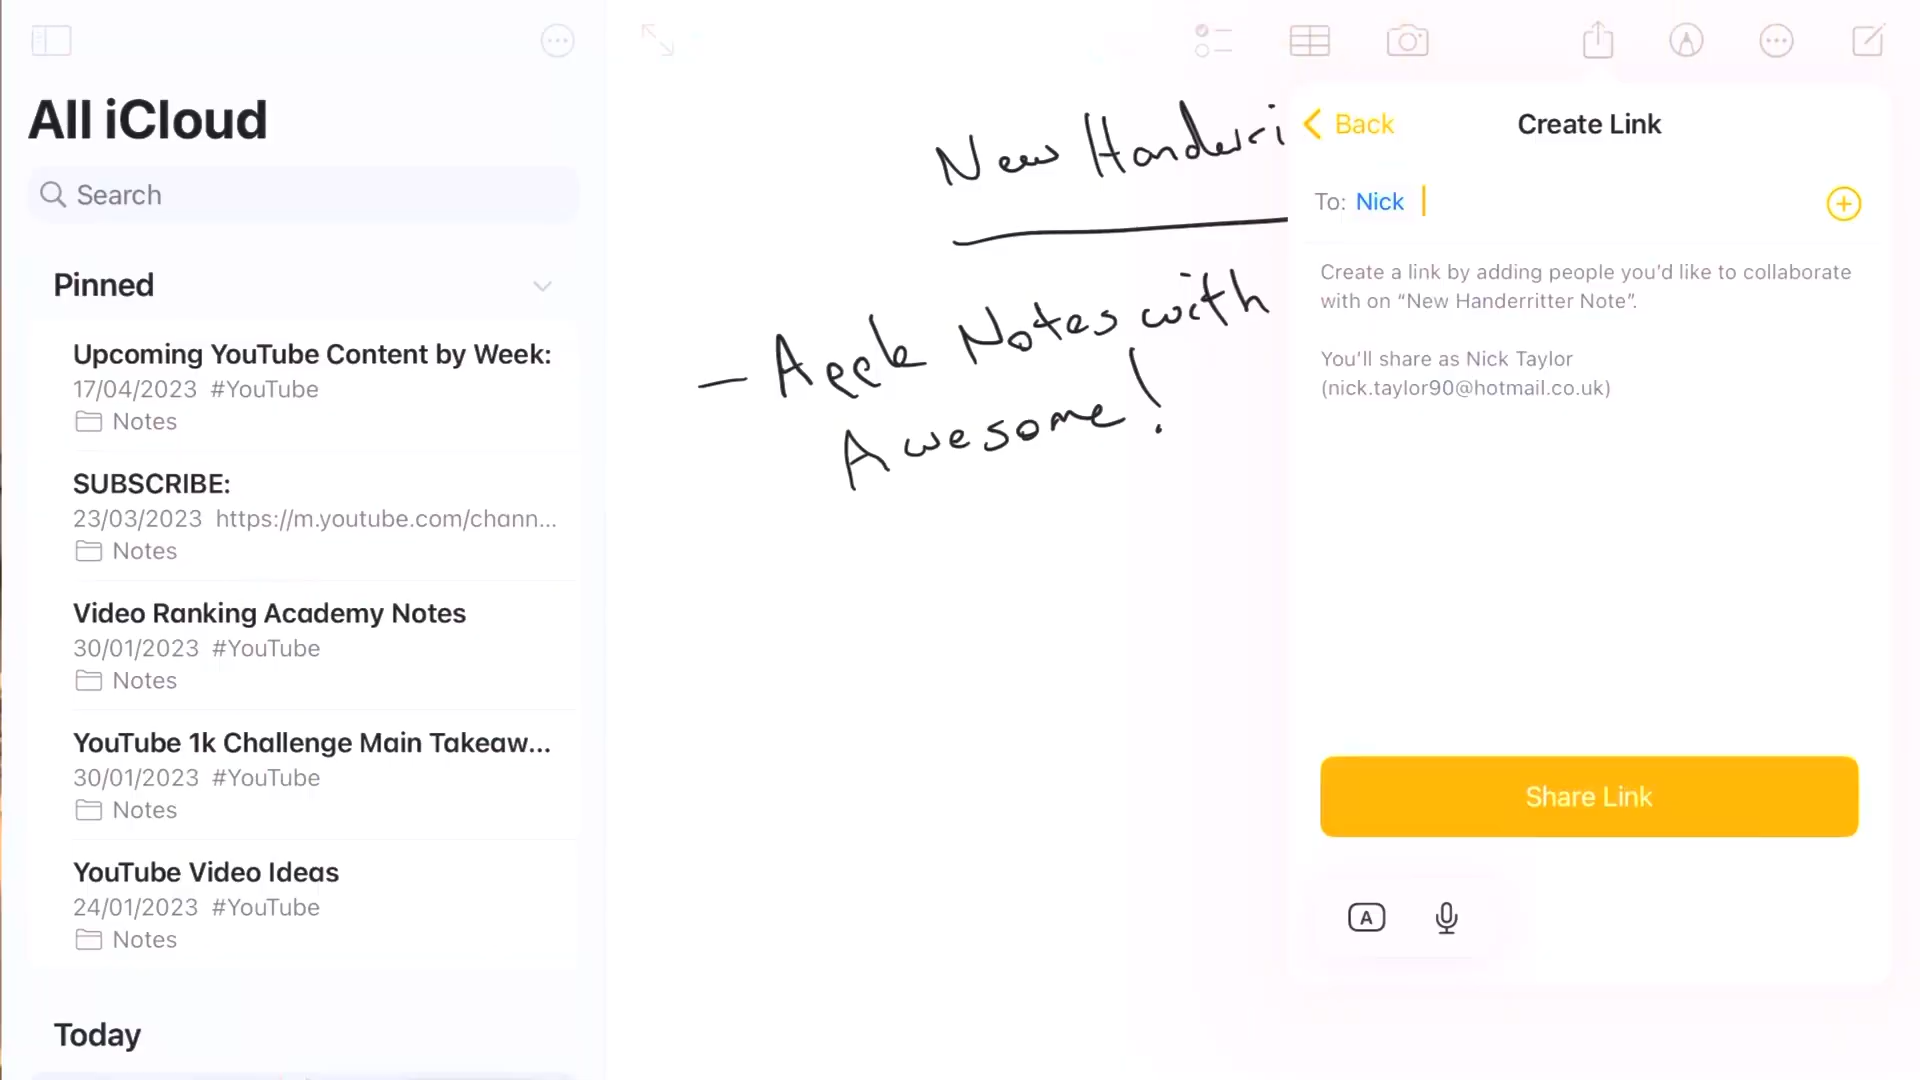 All iCloud
Search
Pinned
Upcoming YouTube Content by Week:
17/04/2023 #YouTube
Notes
SUBSCRIBE:
23/03/2023 https://m.youtube.com/chann...
Notes
Video Ranking Academy Notes
30/01/2023 #YouTube
Notes
YouTube 1k Challenge Main Takeaw...
30/01/2023 #YouTube
Notes
YouTube Video Ideas
24/01/2023 #YouTube
Notes
Today
New Handwri
- Apple Notes with
Awesome!
Back
Create Link
To: Nick
Create a link by adding people you'd like to collaborate
with on “New Handerritter Note”.
You'll share as Nick Taylor
(nick.taylor90@hotmail.co.uk)
Share Link
A